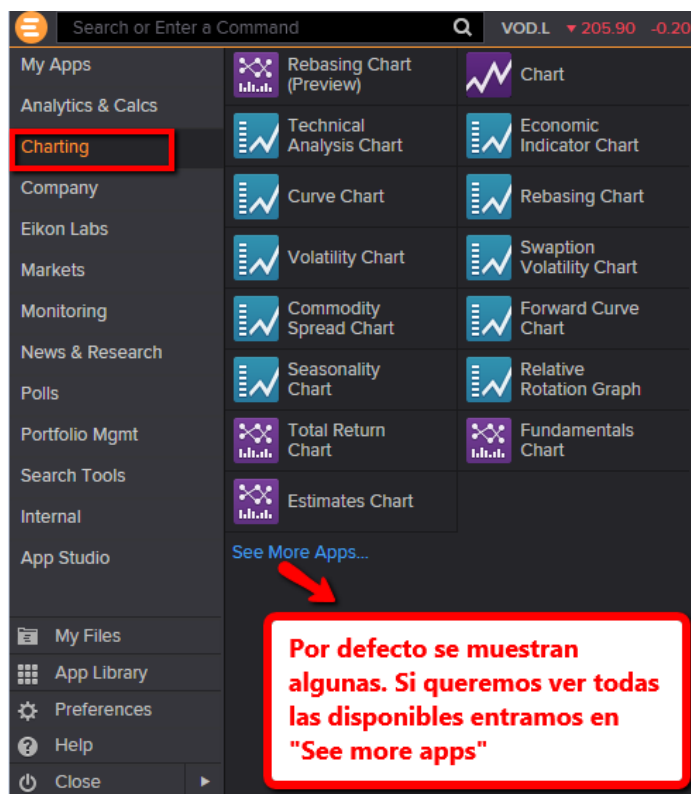 Search or Enter a Command
VOD.L ▼ 205.90 -0.20
My Apps
Analytics & Calcs
Charting
Company
Eikon Labs
Markets
Monitoring
News & Research
Polls
Portfolio Mgmt
Search Tools
Internal
App Studio
My Files
App Library
Preferences
Help
Close
Rebasing Chart
(Preview)
Chart
Technical
Analysis Chart
Economic
Indicator Chart
Curve Chart
Rebasing Chart
Volatility Chart
Swaption
Volatility Chart
Commodity
Spread Chart
Forward Curve
Chart
Seasonality
Chart
Relative
Rotation Graph
Total Return
Chart
Fundamentals
Chart
Estimates Chart
See More Apps...
Por defecto se muestran
algunas. Si queremos ver todas
las disponibles entramos en
"See more apps"